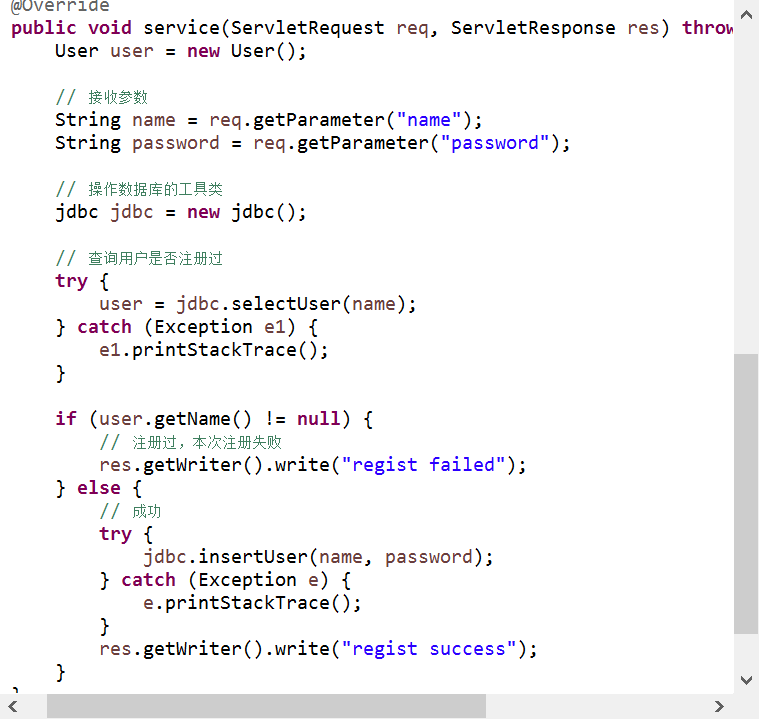 @Override
public void service(ServletRequest req, ServletResponse res) throw
User user = new User();
// 接收参数
String name = req.getParameter("name");
String password = req.getParameter("password");
// 操作数据库的工具类
jdbc jdbc = new jdbc();
// 查询用户是否注册过
try {
user = jdbc.selectUser(name);
} catch (Exception e1) {
e1.printStackTrace();
}
if (user.getName() != null) {
// 注册过，本次注册失败
res.getWriter().write("regist failed");
} else {
// 成功
try {
jdbc.insertUser(name, password);
} catch (Exception e) {
e.printStackTrace();
}
res.getWriter().write("regist success");
}